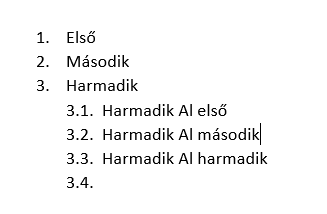 1. Első
2. Második
3. Harmadik
3.1. Harmadik Al első
3.2. Harmadik Al második
3.3. Harmadik Al harmadik
3.4.